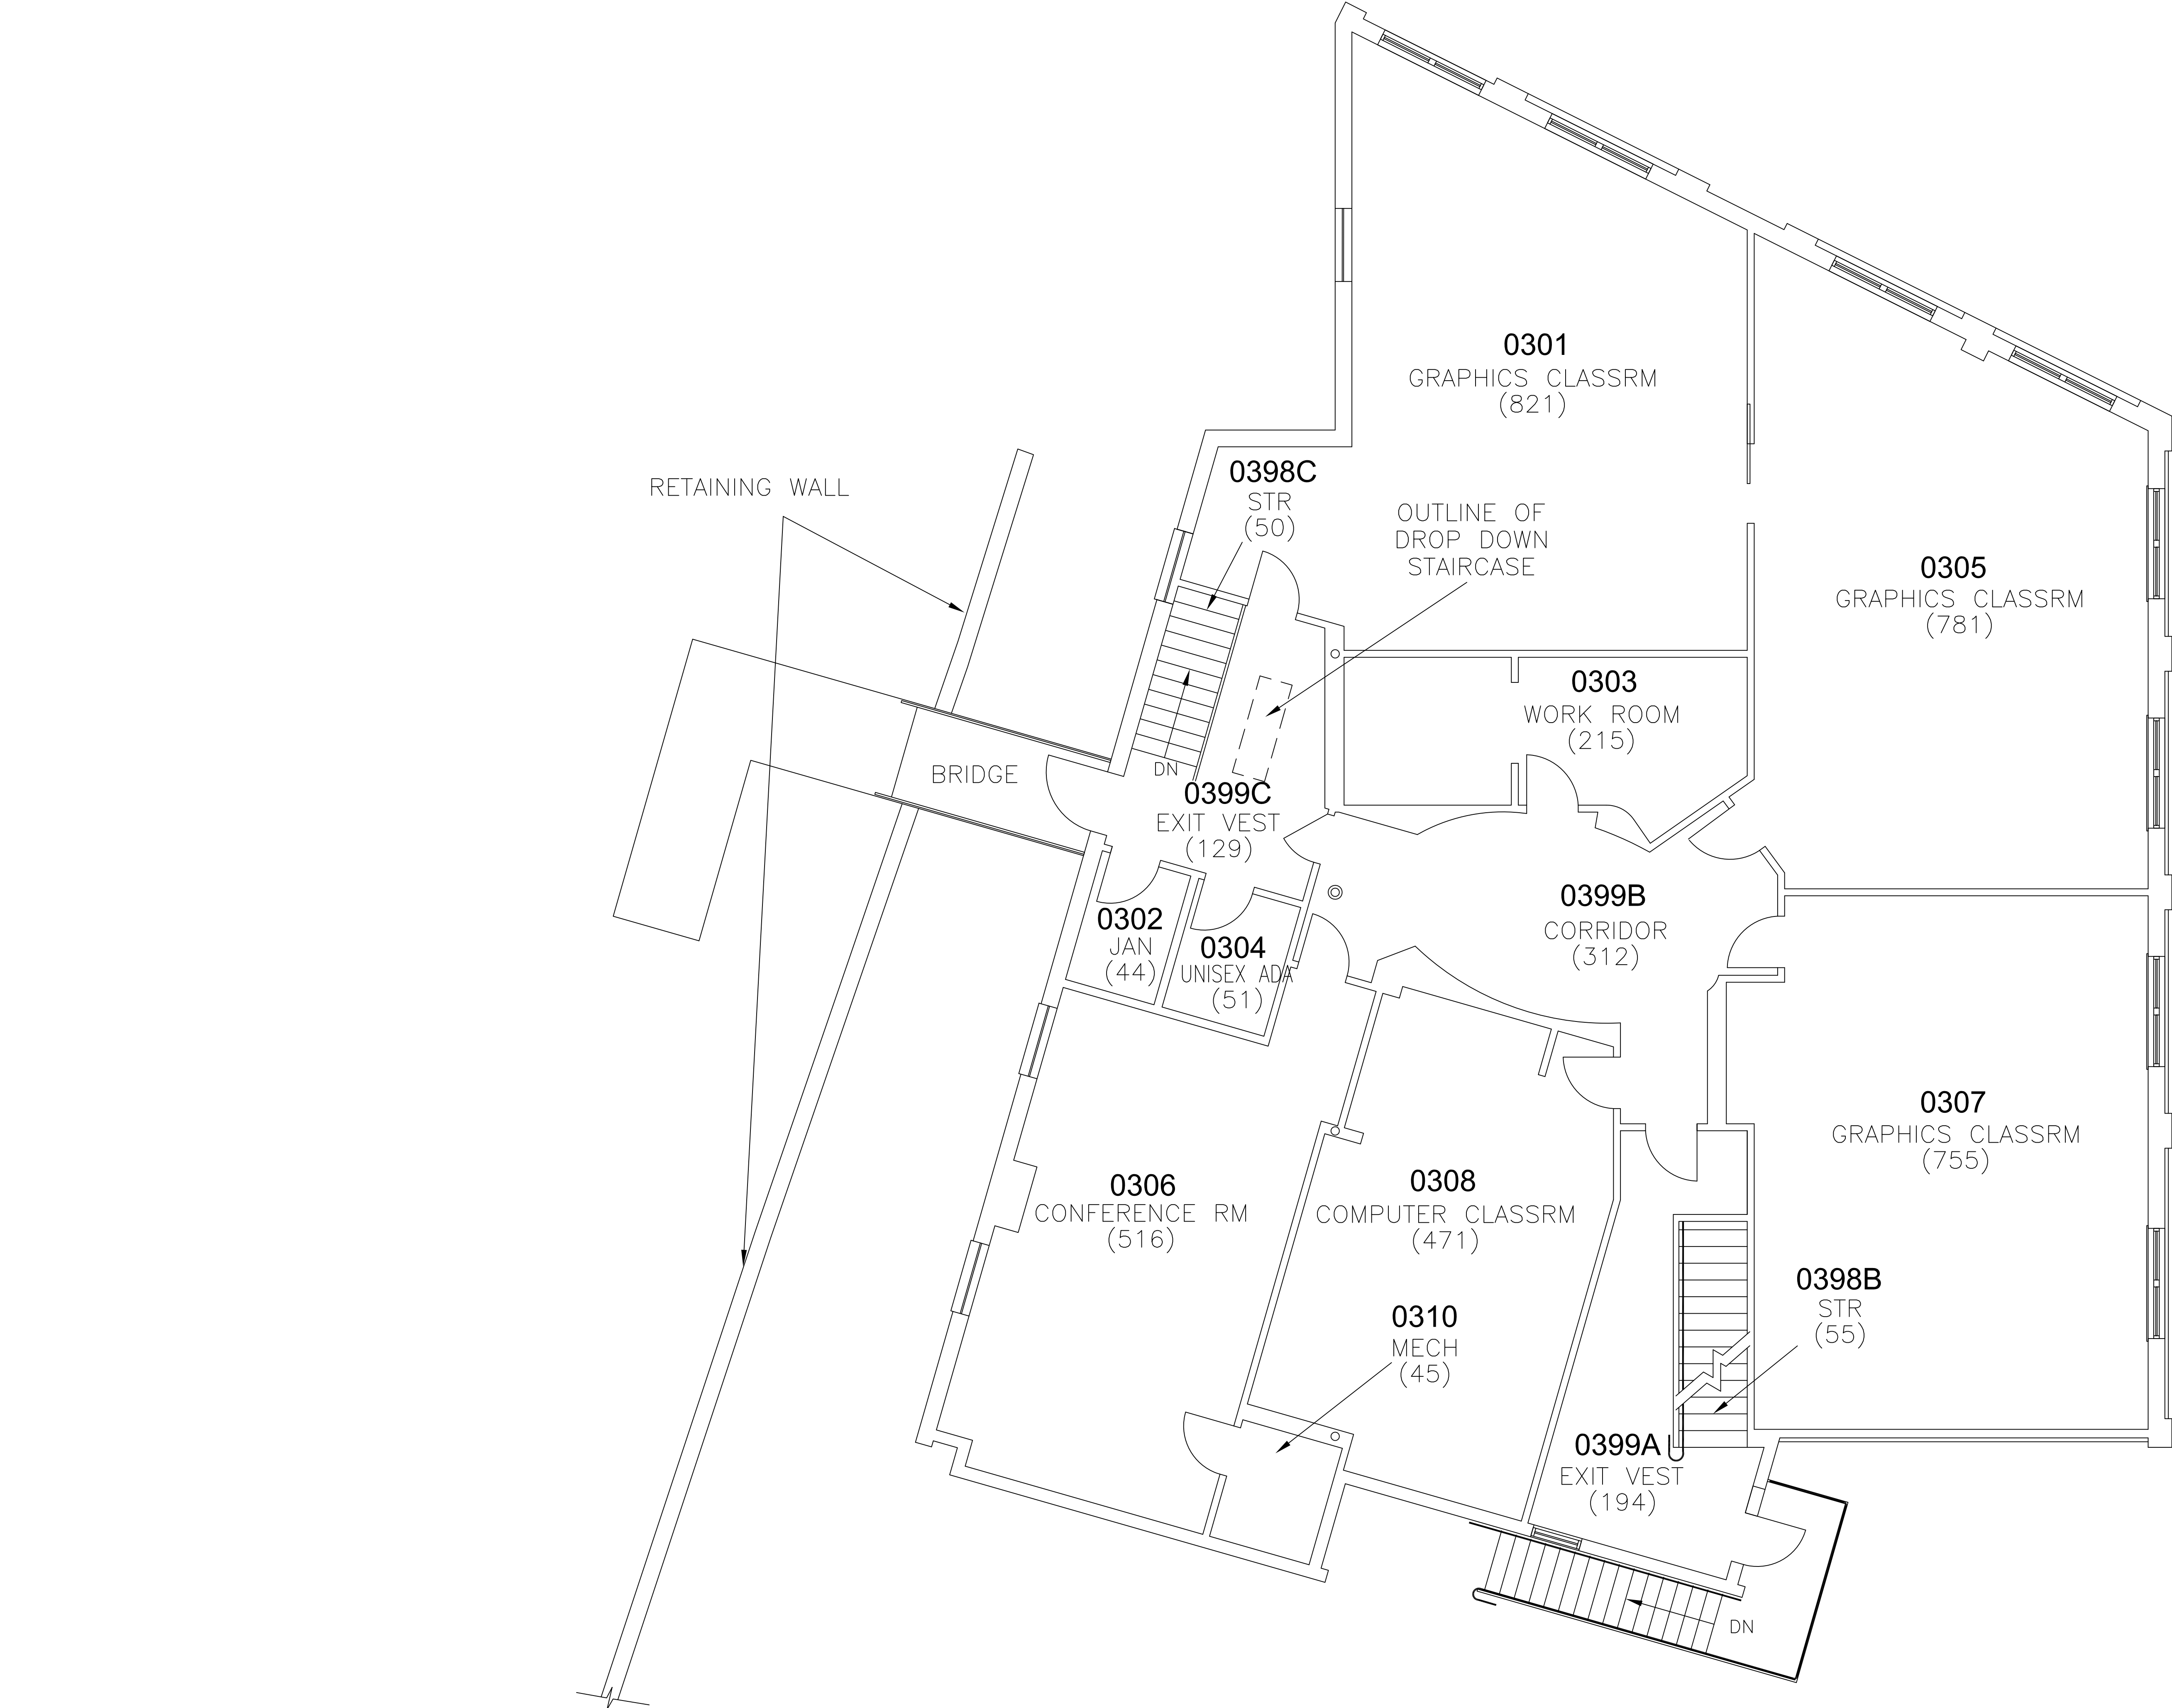 0301
GRAPHICS CLASSRM
(821)
0398C
STR
(50)
RETAINING WALL
OUTLINE OF
DROP DOWN
STAIRCASE
0305
GRAPHICS CLASSRM
(781)
0303
WORK ROOM
(215)
BRIDGE
DN
0399C
EXIT VEST
(129)
0302
JAN
(44)
0304
UNISEX ADA
(51)
0399B
CORRIDOR
(312)
0307
GRAPHICS CLASSRM
(755)
0306
CONFERENCE RM
(516)
0308
COMPUTER CLASSRM
(471)
0398B
STR
(55)
0310
MECH
(45)
0399A
EXIT VEST
(194)
DN